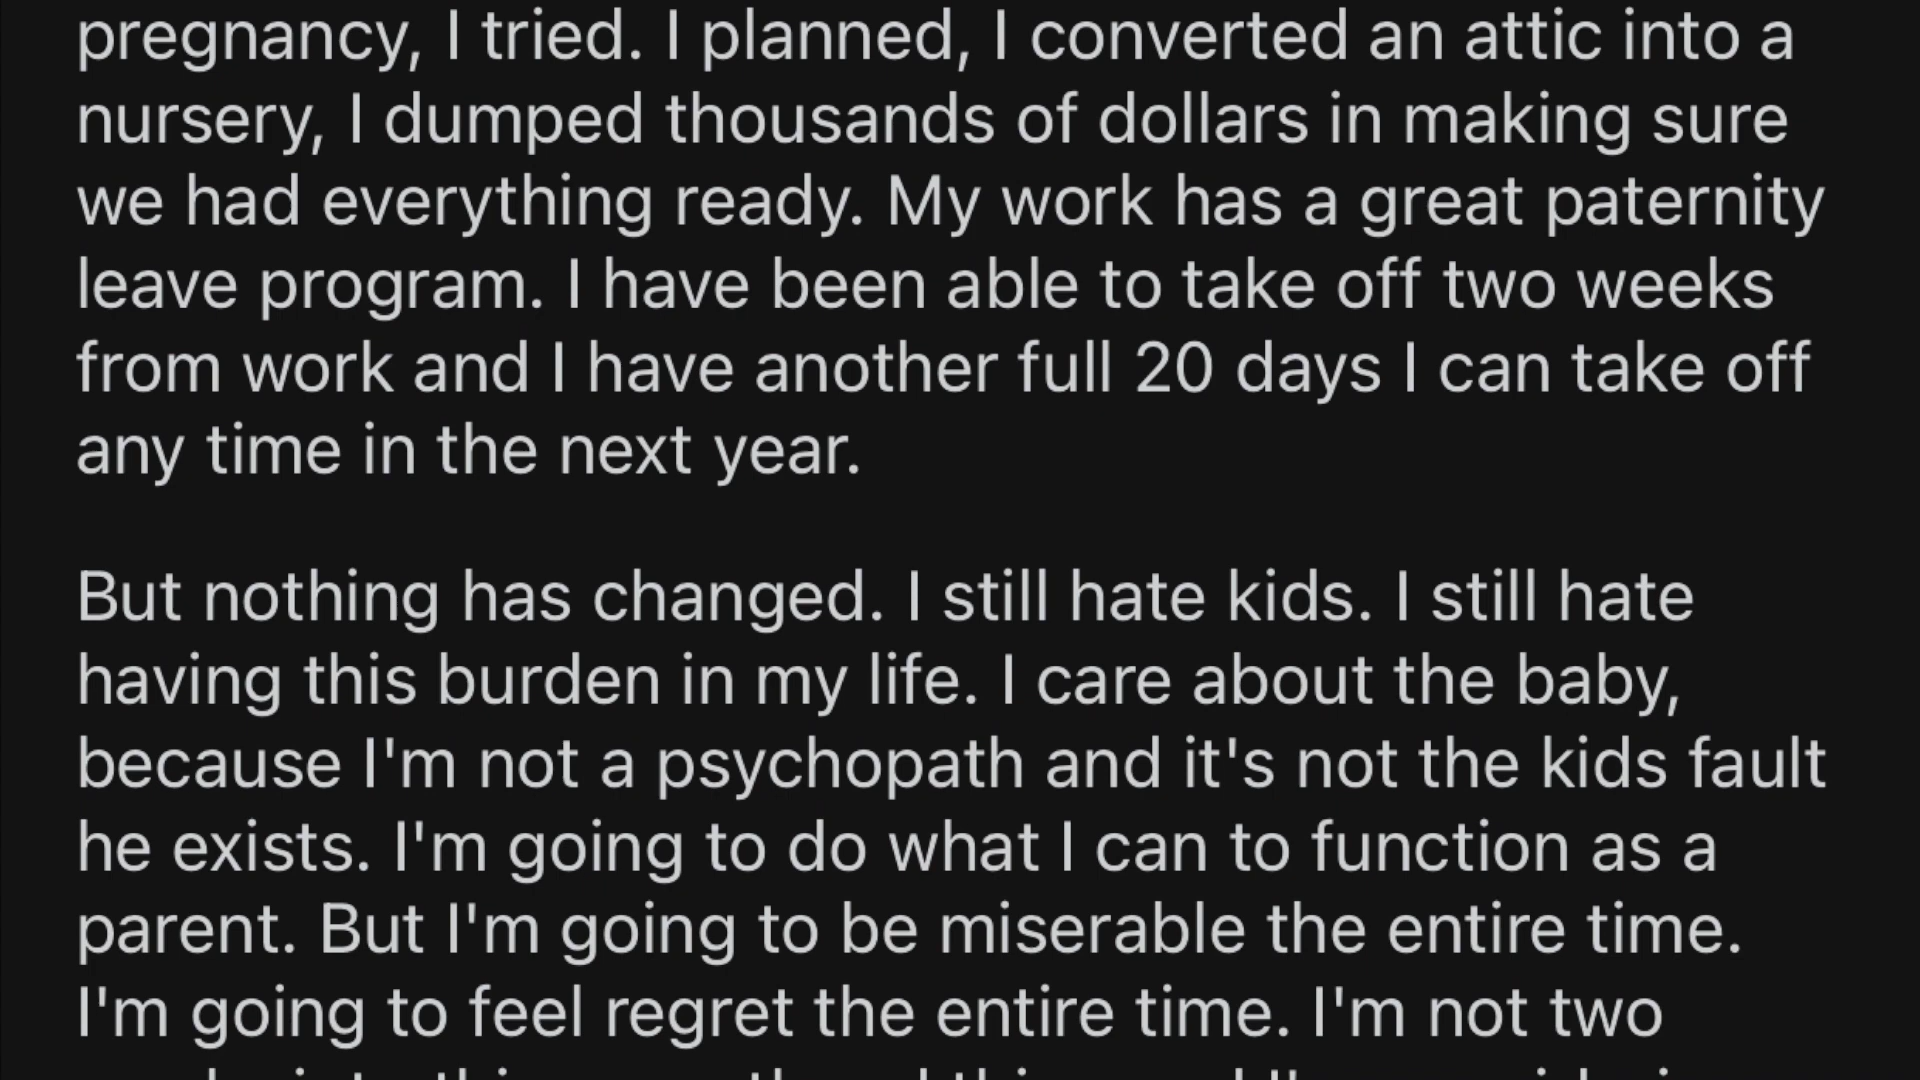 pregnancy, I tried. I planned, I converted an attic into a
nursery, I dumped thousands of dollars in making sure
we had everything ready. My work has a great paternity
leave program. I have been able to take off two weeks
from work and I have another full 20 days I can take off
any time in the next year.
But nothing has changed. I still hate kids. I still hate
having this burden in my life. I care about the baby,
because I'm not a psychopath and it's not the kids fault
he exists. I'm going to do what I can to function as a
parent. But I'm going to be miserable the entire time.
I'm going to feel regret the entire time. I'm not two